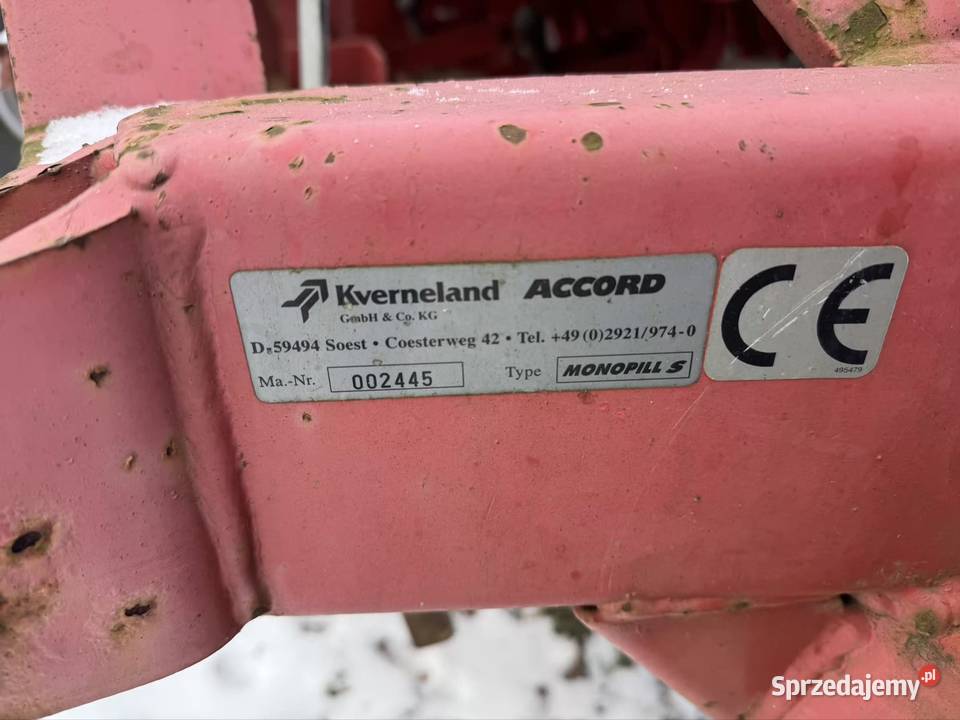 Kverneland ACCORD
GmbH & Co. KG
D-59494 Soest • Coesterweg 42 • Tel. +49 (0)2921/974-0
Ma.-Nr. 002445 Type MONOPILL S
CE
495479
Sprzedajemy.pl